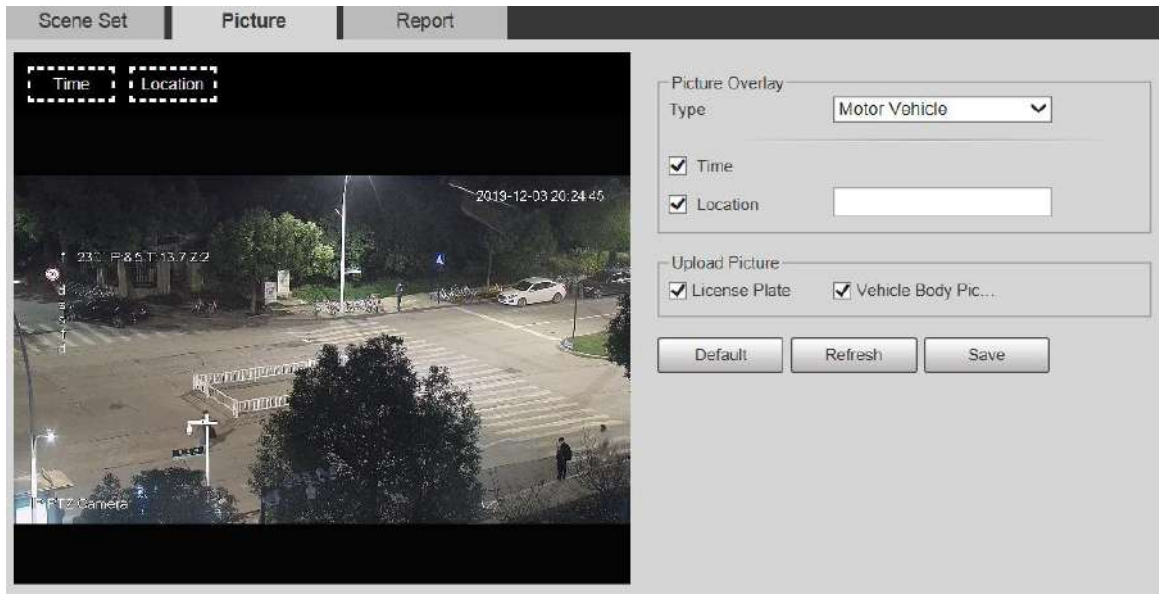 Scene Set
Picture
Report
Time
Location
2019-12-03 20:24:45
IP PTZ Camera
Picture Overlay
Type
Motor Vehicle
Time
Location
Upload Picture
License Plate
Vehicle Body Pic...
Default
Refresh
Save